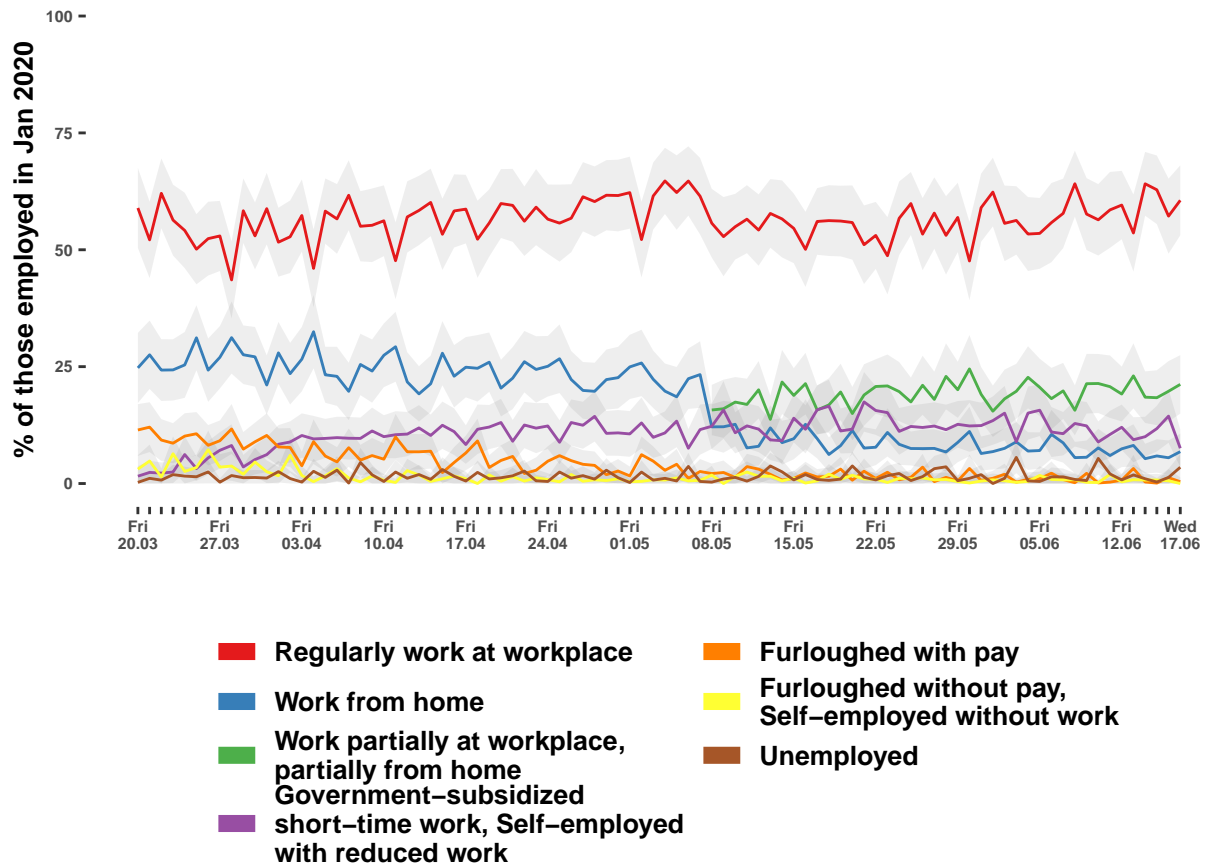 100
75
50
25
0
% of those employed in Jan 2020
Fri Fri Fri Fri Fri Fri Fri Fri Fri Fri Fri Fri Fri Wed
20.03 27.03 03.04 10.04 17.04 24.04 01.05 08.05 15.05 22.05 29.05 05.06 12.06 17.06
Regularly work at workplace
Work from home
Work partially at workplace,
partially from home
Government−subsidized
short−time work, Self−employed
with reduced work
Furloughed with pay
Furloughed without pay,
Self−employed without work
Unemployed